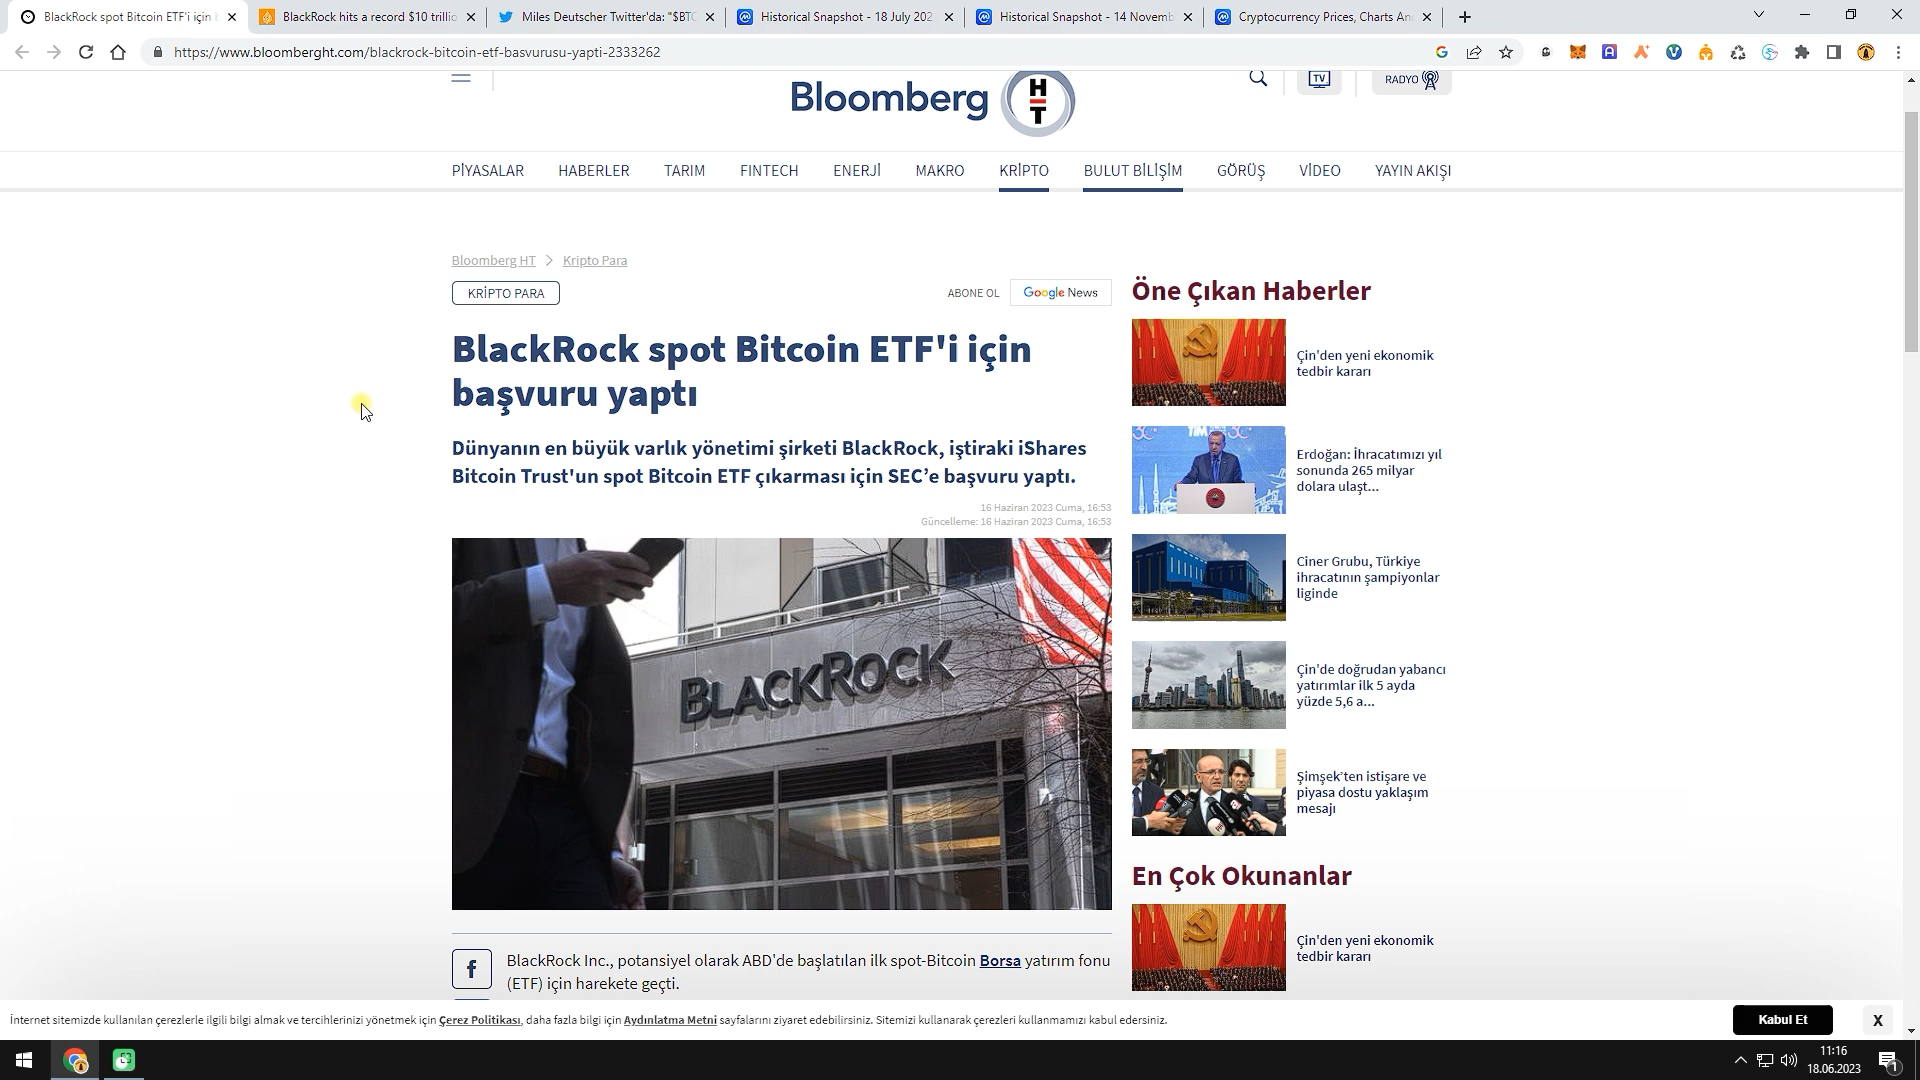 BlackRock spot Bitcoin ETF'i için
BlackRock hits a record $10 trillio
Miles Deutscher Twitter'da: "$BTC
Historical Snapshot - 18 July 202
Historical Snapshot - 14 Novemb
Cryptocurrency Prices, Charts An
https://www.bloomberght.com/blackrock-bitcoin-etf-basvurusu-yapti-2333262
Bloomberg HT
TV
RADYO
PİYASALAR HABERLER TARIM FINTECH ENERJİ MAKRO KRİPTO BULUT BİLİŞİM GÖRÜŞ VİDEO YAYIN AKIŞI
Bloomberg HT > Kripto Para
KRİPTO PARA
ABONE OL Google News
BlackRock spot Bitcoin ETF'i için
başvuru yaptı
Dünyanın en büyük varlık yönetimi şirketi BlackRock, iştiraki iShares
Bitcoin Trust'un spot Bitcoin ETF çıkarması için SEC’e başvuru yaptı.
16 Haziran 2023 Cuma, 16:53
Güncelleme: 16 Haziran 2023 Cuma, 16:53
BLACKROCK
f
BlackRock Inc., potansiyel olarak ABD'de başlatılan ilk spot-Bitcoin Borsa yatırım fonu
(ETF) için harekete geçti.
Öne Çıkan Haberler
Çin'den yeni ekonomik
tedbir kararı
TİM
Erdoğan: İhracatımızı yıl
sonunda 265 milyar
dolara ulaşt...
Ciner Grubu, Türkiye
ihracatının şampiyonlar
liginde
Çin'de doğrudan yabancı
yatırımlar ilk 5 ayda
yüzde 5,6 a...
Şimşek’ten istişare ve
piyasa dostu yaklaşım
mesajı
En Çok Okunanlar
Çin'den yeni ekonomik
tedbir kararı
İnternet sitemizde kullanılan çerezlerle ilgili bilgi almak ve tercihlerinizi yönetmek için Çerez Politikası, daha fazla bilgi için Aydınlatma Metni sayfalarını ziyaret edebilirsiniz. Sitemizi kullanarak çerezleri kullanmamızı kabul edersiniz.
Kabul Et
X
11:16
18.06.2023
1